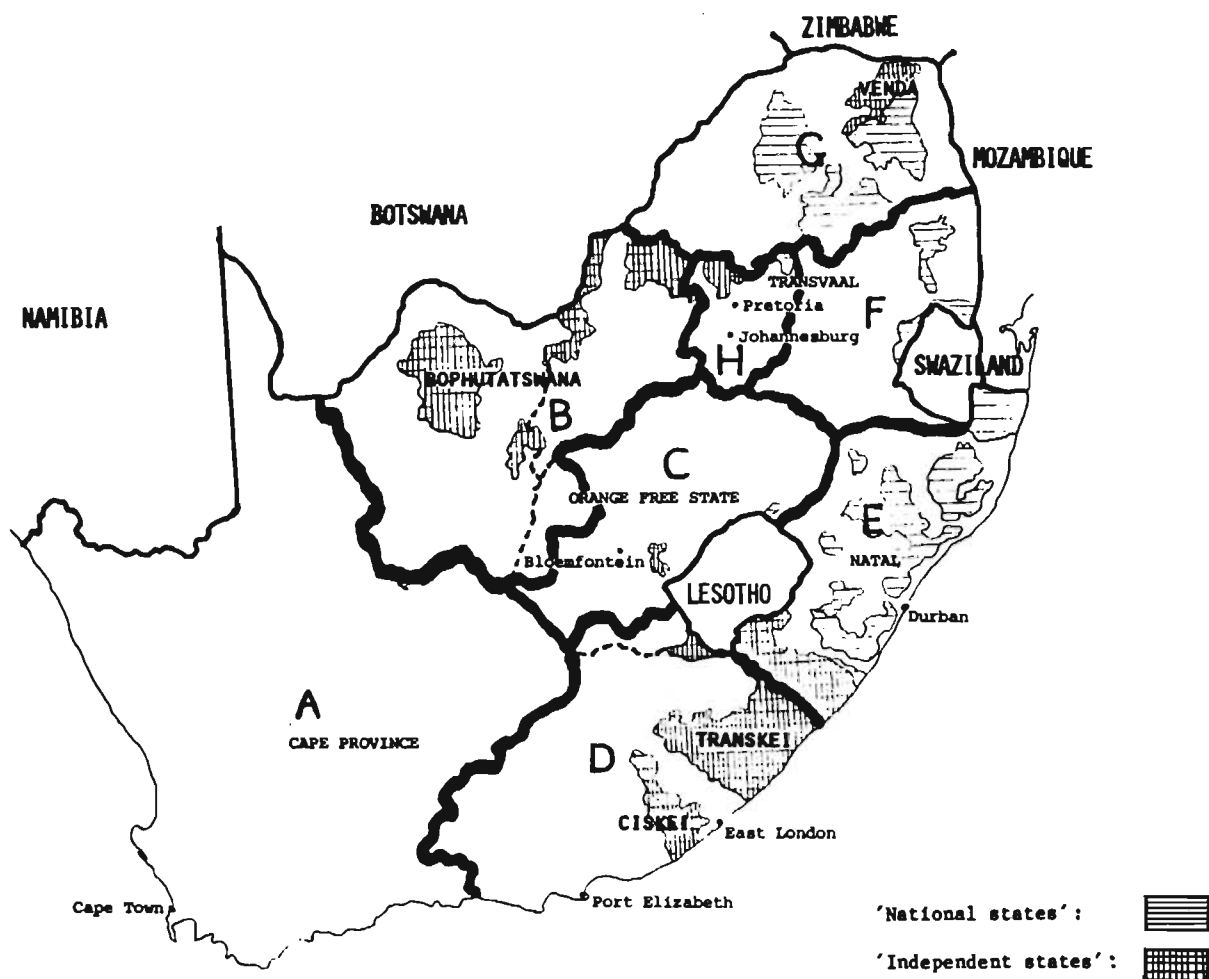 ZIMBABWE
VENDA
G
MOZAMBIQUE
BOTSWANA
NAMIBIA
TRANSVAAL
Pretoria
F
Johannesburg
H
SWAZILAND
BOPHUTATSWANA
B
C
ORANGE FREE STATE
E
Bloemfontein
NATAL
LESOTHO
Durban
A
CAPE PROVINCE
TRANSKEI
D
CISKEI
East London
Port Elizabeth
Cape Town
'National states':
'Independent states':